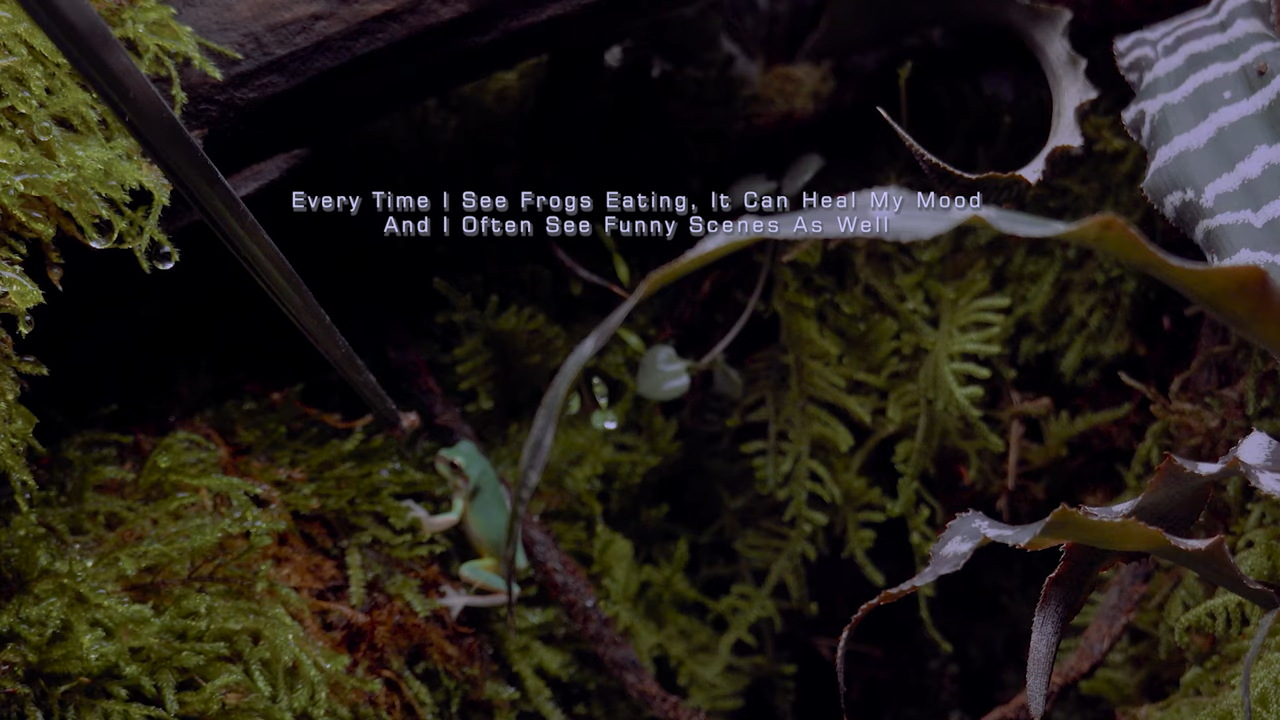 Every Time I See Frogs Eating, It Can Heal My Mood
And I Often See Funny Scenes As Well